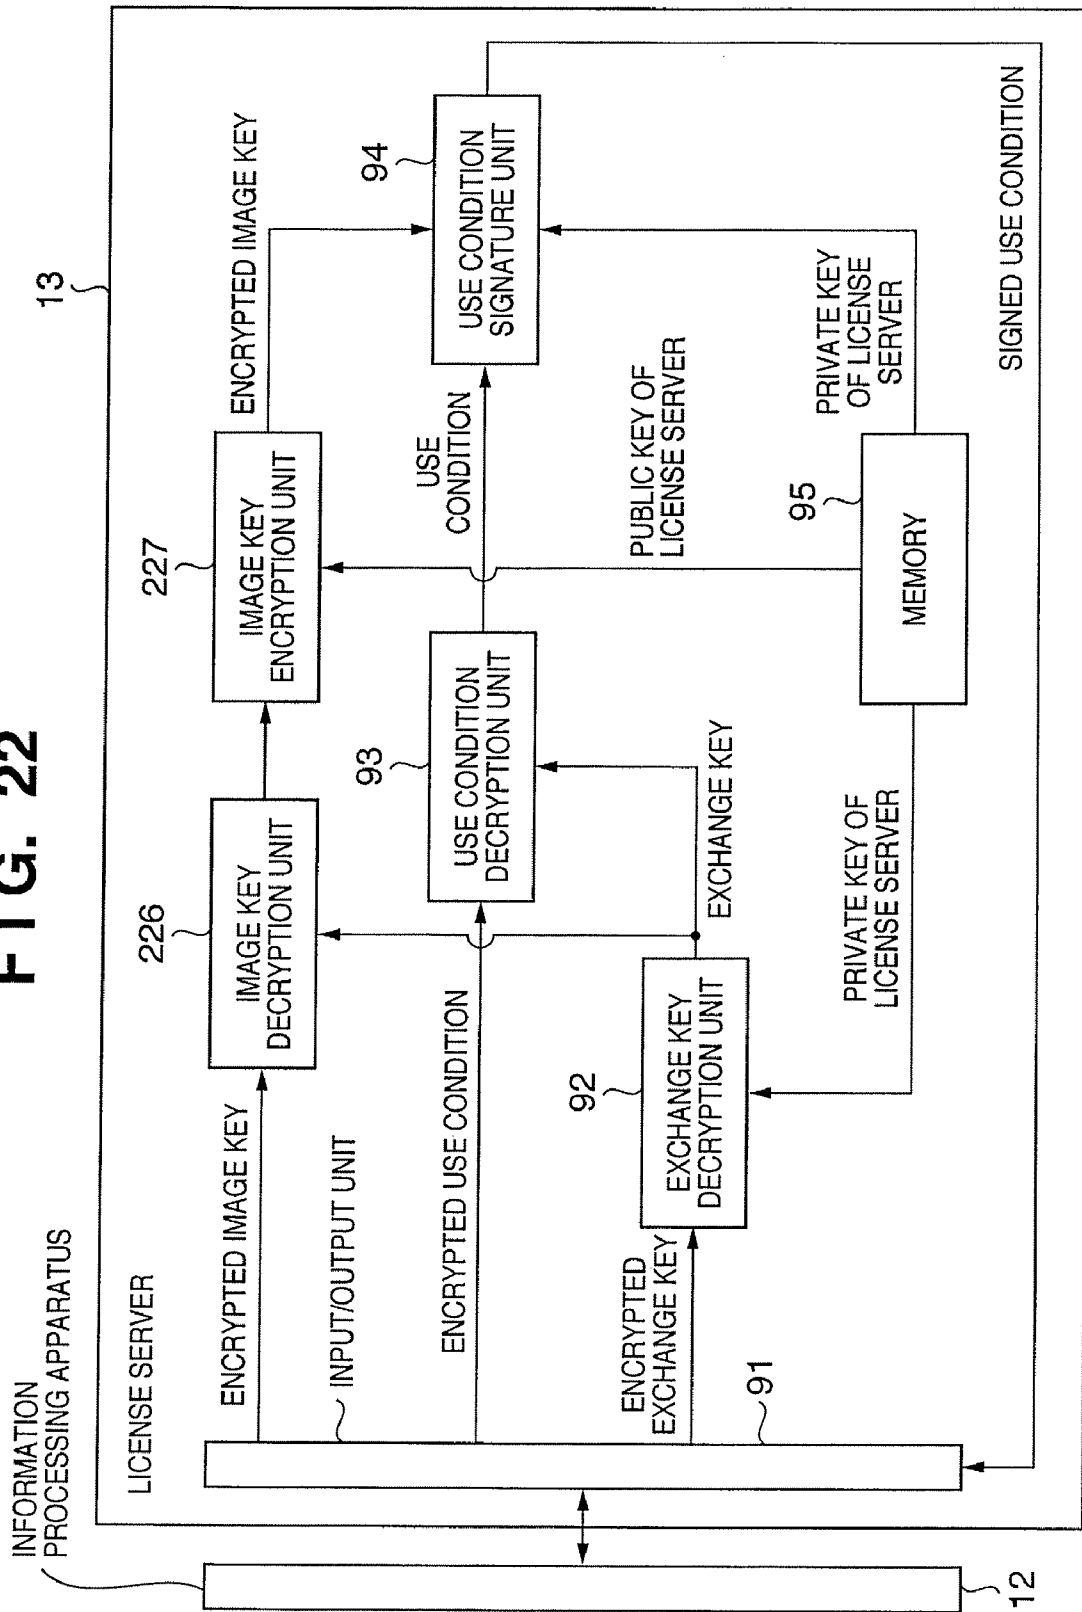 FIG. 22
INFORMATION
PROCESSING APPARATUS
12
LICENSE SERVER
13
INPUT/OUTPUT UNIT
91
ENCRYPTED IMAGE KEY
226
IMAGE KEY
DECRYPTION UNIT
227
IMAGE KEY
ENCRYPTION UNIT
ENCRYPTED IMAGE KEY
ENCRYPTED USE CONDITION
93
USE CONDITION
DECRYPTION UNIT
USE
CONDITION
94
USE CONDITION
SIGNATURE UNIT
ENCRYPTED
EXCHANGE KEY
92
EXCHANGE KEY
DECRYPTION UNIT
EXCHANGE KEY
PUBLIC KEY OF
LICENSE SERVER
PRIVATE KEY OF
LICENSE SERVER
95
MEMORY
PRIVATE KEY
OF LICENSE
SERVER
SIGNED USE CONDITION